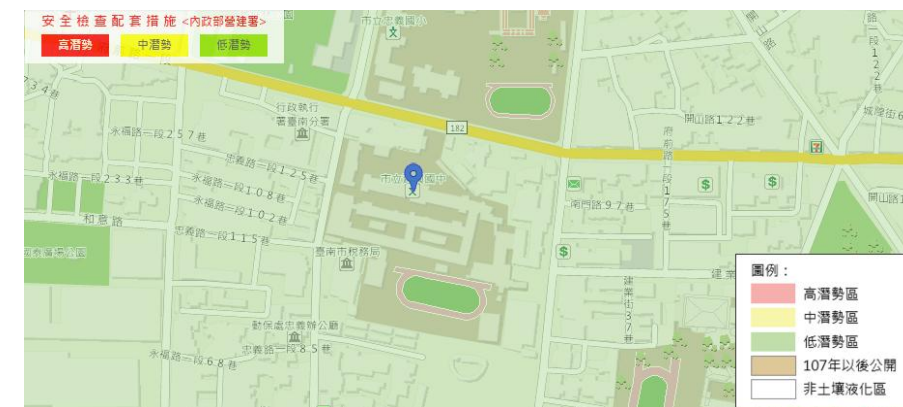 安全檢查配套措施<內政部營建署>
高潛勢
中潛勢
低潛勢
市立忠義國小
文
182
行政執行
署臺南分署
永福路一段257巷
忠義路一段125巷
永福路一段233巷
永福路一段108巷
永福路一段102巷
和意路
忠義路一段115巷
臺南市稅務局
動保處忠義辦公廳
忠義路一段85巷
永福路一段68巷
開山路122巷
府前路一段175巷
南門路97巷
建業街37巷
7
$
$
$
圖例：
高潛勢區
中潛勢區
低潛勢區
107年以後公開
非土壤液化區